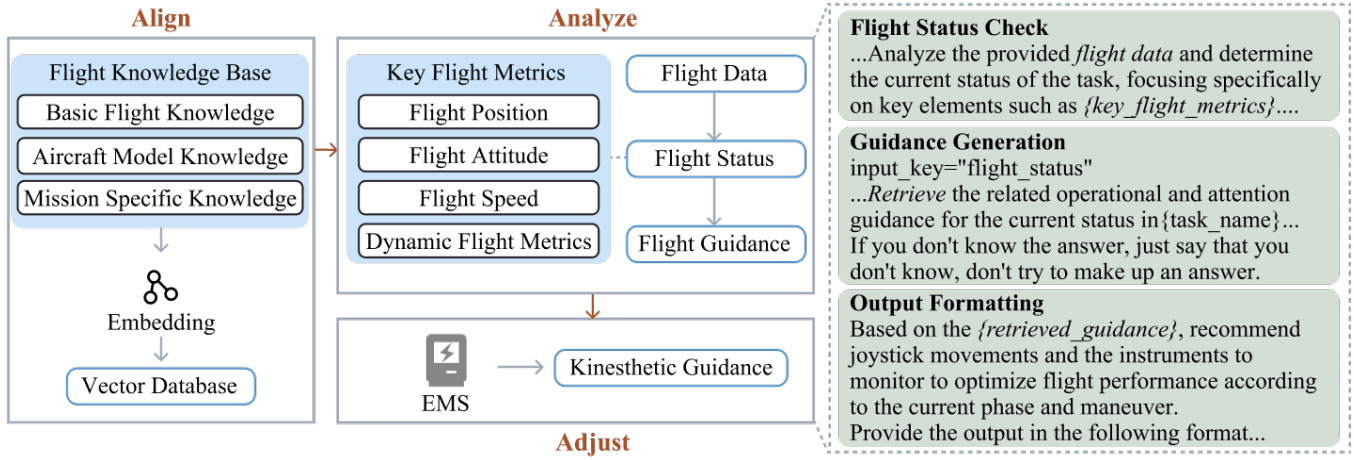 Align
Flight Knowledge Base
Basic Flight Knowledge
Aircraft Model Knowledge
Mission Specific Knowledge
Embedding
Vector Database
Analyze
Key Flight Metrics
Flight Position
Flight Attitude
Flight Speed
Dynamic Flight Metrics
Flight Data
Flight Status
Flight Guidance
EMS
Kinesthetic Guidance
Adjust
Flight Status Check
...Analyze the provided flight data and determine
the current status of the task, focusing specifically
on key elements such as {key_flight_metrics}....
Guidance Generation
input_key="flight_status"
...Retrieve the related operational and attention
guidance for the current status in{task_name}...
If you don't know the answer, just say that you
don't know, don't try to make up an answer.
Output Formatting
Based on the {retrieved_guidance}, recommend
joystick movements and the instruments to
monitor to optimize flight performance according
to the current phase and maneuver.
Provide the output in the following format...